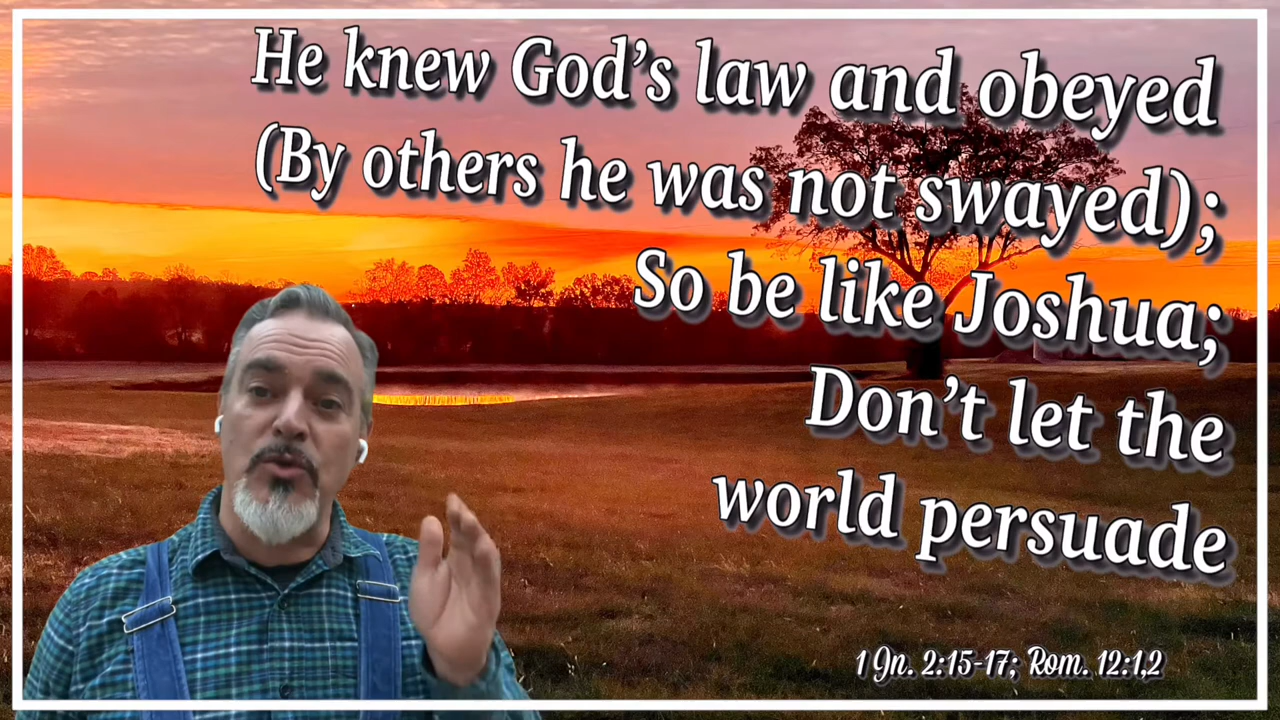 He knew God’s law and obeyed
(By others he was not swayed);
So be like Joshua;
Don’t let the
world persuade
1 Jn. 2:15-17; Rom. 12:1,2